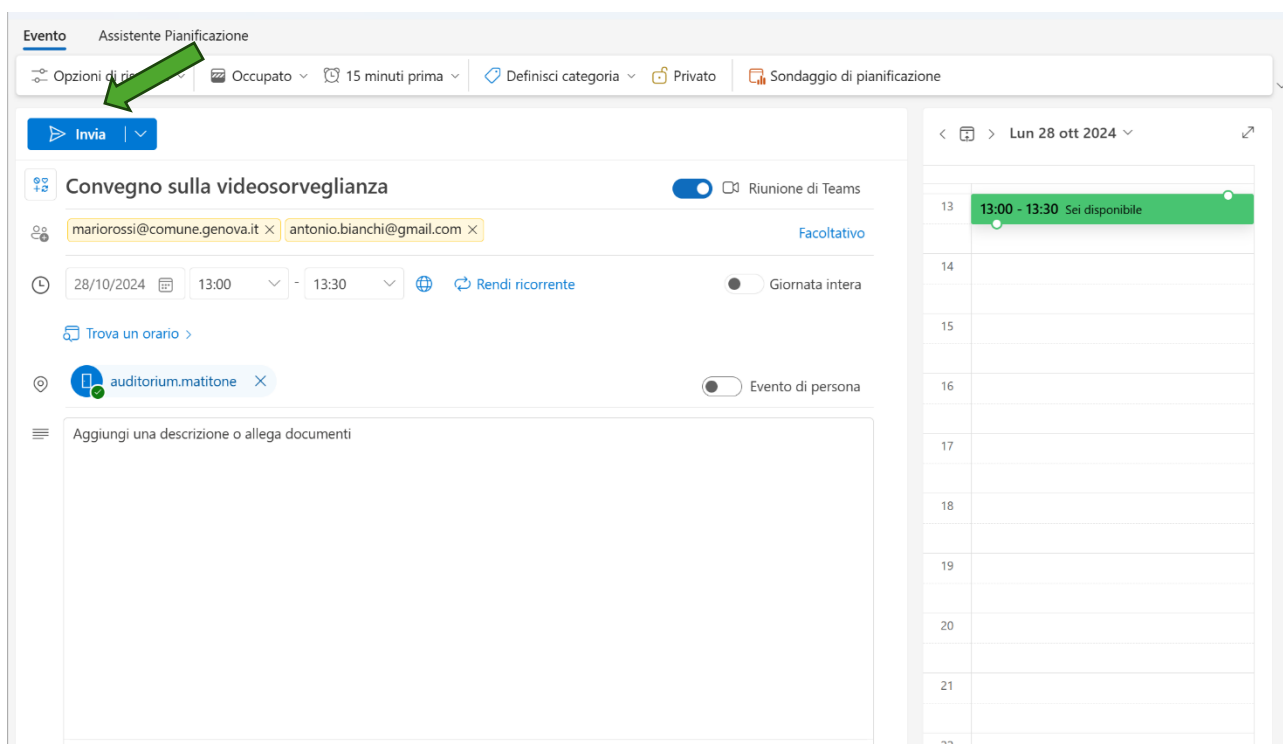 Evento Assistente Pianificazione
Opzioni di Occupato 15 minuti prima Definisci categoria Privato Sondaggio di pianificazione
Invia
Lun 28 ott 2024
Convegno sulla videosorveglianza Riunione di Teams
mariorossi@comune.genova.it × antonio.bianchi@gmail.com × Facoltativo
28/10/2024 13:00 - 13:30 Rendi ricorrente Giornata intera
Trova un orario >
auditorium.matitone × Evento di persona
Aggiungi una descrizione o allega documenti
13 13:00 - 13:30 Sei disponibile
14
15
16
17
18
19
20
21